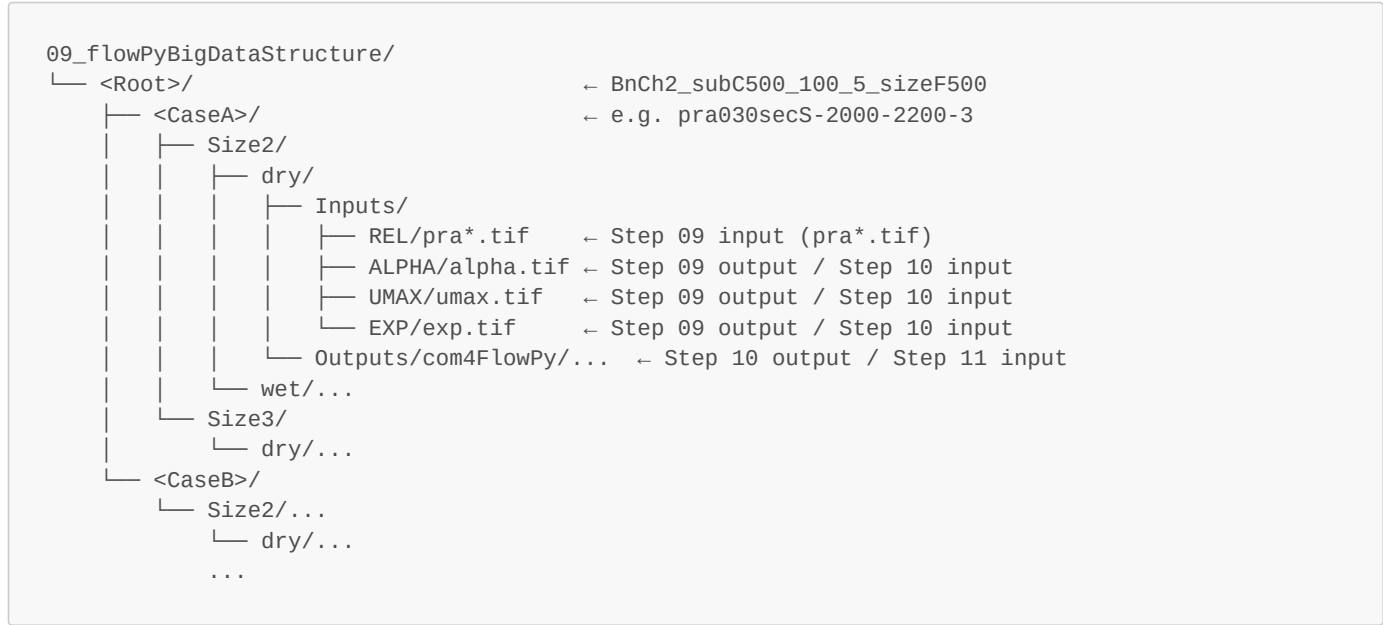 09_flowPyBigDataStructure/
└── <Root>/                              ← BnCh2_subC500_100_5_sizeF500
    ├── <CaseA>/                         ← e.g. pra030secS-2000-2200-3
    │   ├── Size2/
    │   │   ├── dry/
    │   │   │   ├── Inputs/
    │   │   │   │   ├── REL/pra*.tif    ← Step 09 input (pra*.tif)
    │   │   │   │   ├── ALPHA/alpha.tif ← Step 09 output / Step 10 input
    │   │   │   │   ├── UMAX/umax.tif   ← Step 09 output / Step 10 input
    │   │   │   │   └── EXP/exp.tif     ← Step 09 output / Step 10 input
    │   │   │   └── Outputs/com4FlowPy/...  ← Step 10 output / Step 11 input
    │   │   └── wet/...
    │   └── Size3/
    │       └── dry/...
    └── <CaseB>/
        └── Size2/...
            └── dry/...
            ...